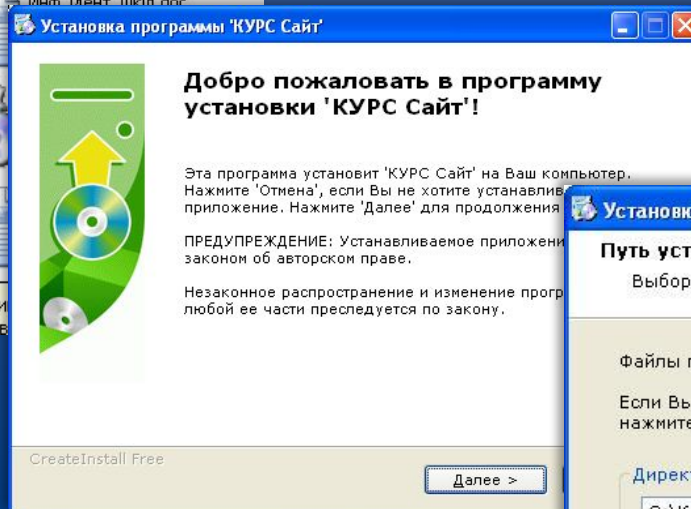 Установка программы 'КУРС Сайт'
Добро пожаловать в программу
установки 'КУРС Сайт'!
Эта программа установит 'КУРС Сайт' на Ваш компьютер.
Нажмите 'Отмена', если Вы не хотите устанавлив
приложение. Нажмите 'Далее' для продолжения
ПРЕДУПРЕЖДЕНИЕ: Устанавливаемое приложени
законом об авторском праве.
Незаконное распространение и изменение прогр
любой ее части преследуется по закону.
CreateInstall Free
Далее >
Установк
Путь уст
Выбор
Файлы п
Если Вы
нажмите
Дирек